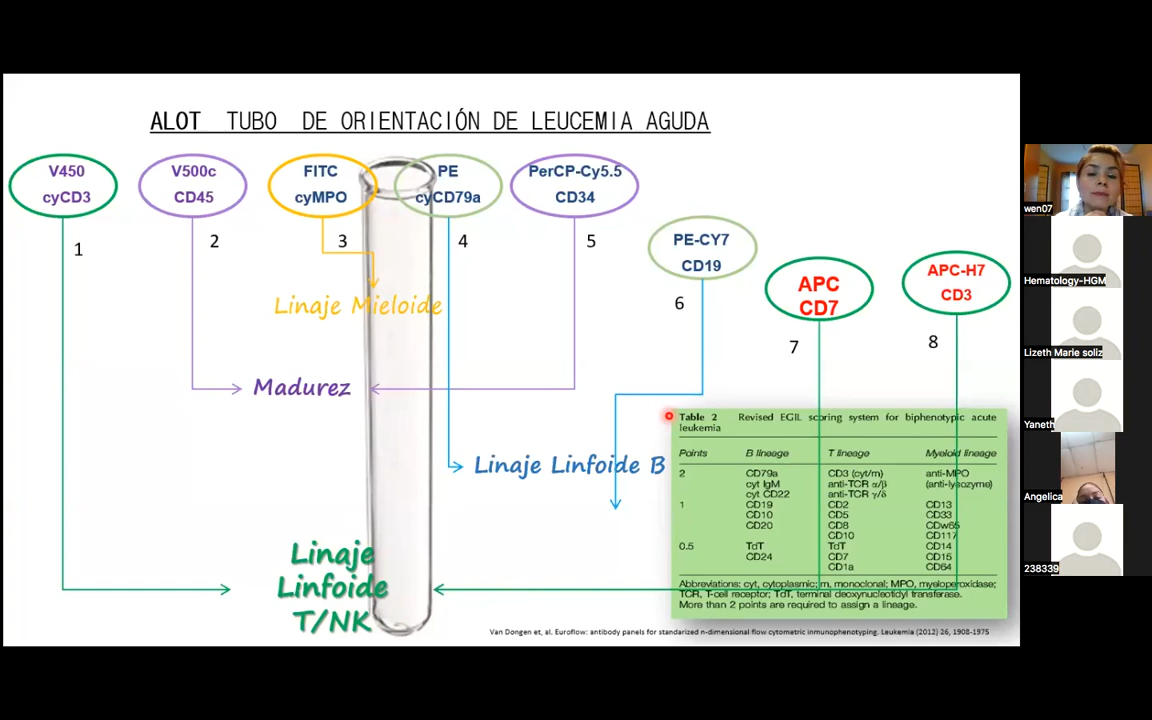 ALOT TUBO DE ORIENTACIÓN DE LEUCEMIA AGUDA
V450
cyCD3
V500c
CD45
FITC
cyMPO
PE
cyCD79a
PerCP-Cy5.5
CD34
PE-CY7
CD19
APC
CD7
APC-H7
CD3
1
2
3
4
5
6
7
8
Linaje Mieloide
Madurez
Linaje Linfoide B
Linaje
Linfoide
T/NK
Table 2 Revised EGIL scoring system for biphenotypic acute
leukemia
Points B lineage T lineage Myeloid lineage
2 CD79a CD3 (cyt/m) anti-MPO
cyt IgM anti-TCR α/β (anti-lysozyme)
cyt CD22 anti-TCR γ/δ
1 CD19 CD2 CD13
CD10 CD5 CD33
CD20 CD8 CDw65
CD10 CD117
0.5 TdT TdT CD14
CD24 CD7 CD15
CD1a CD64
Abbreviations: cyt, cytoplasmic; m, monoclonal; MPO, myeloperoxidase;
TCR, T-cell receptor; TdT, terminal deoxynucleotidyl transferase.
More than 2 points are required to assign a lineage.
Van Dongen et, al. Euroflow: antibody panels for standarized n-dimensional flow cytometric inmunophenotyping. Leukemia (2012) 26, 1908-1975
wen07
Hematology-HGM
Lizeth Marie soliz
Yaneth
Angelica
238339